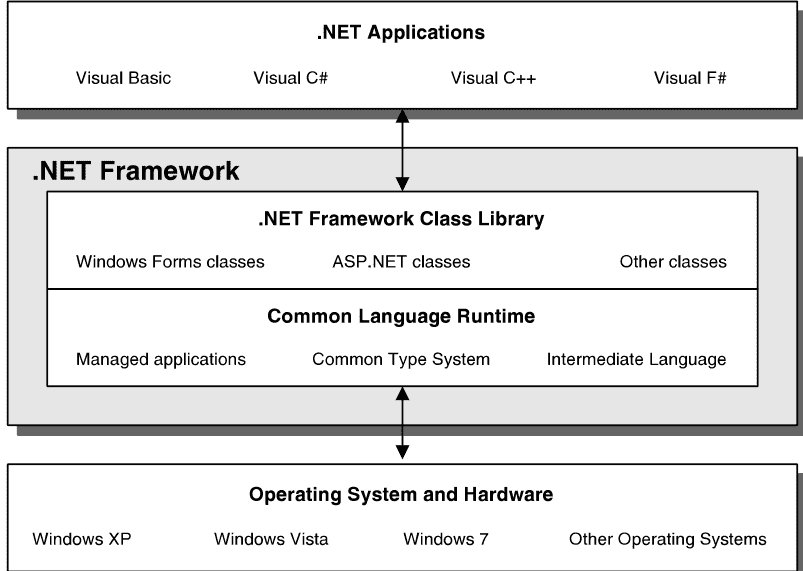 .NET Applications
Visual Basic Visual C# Visual C++ Visual F#
.NET Framework
.NET Framework Class Library
Windows Forms classes ASP.NET classes Other classes
Common Language Runtime
Managed applications Common Type System Intermediate Language
Operating System and Hardware
Windows XP Windows Vista Windows 7 Other Operating Systems